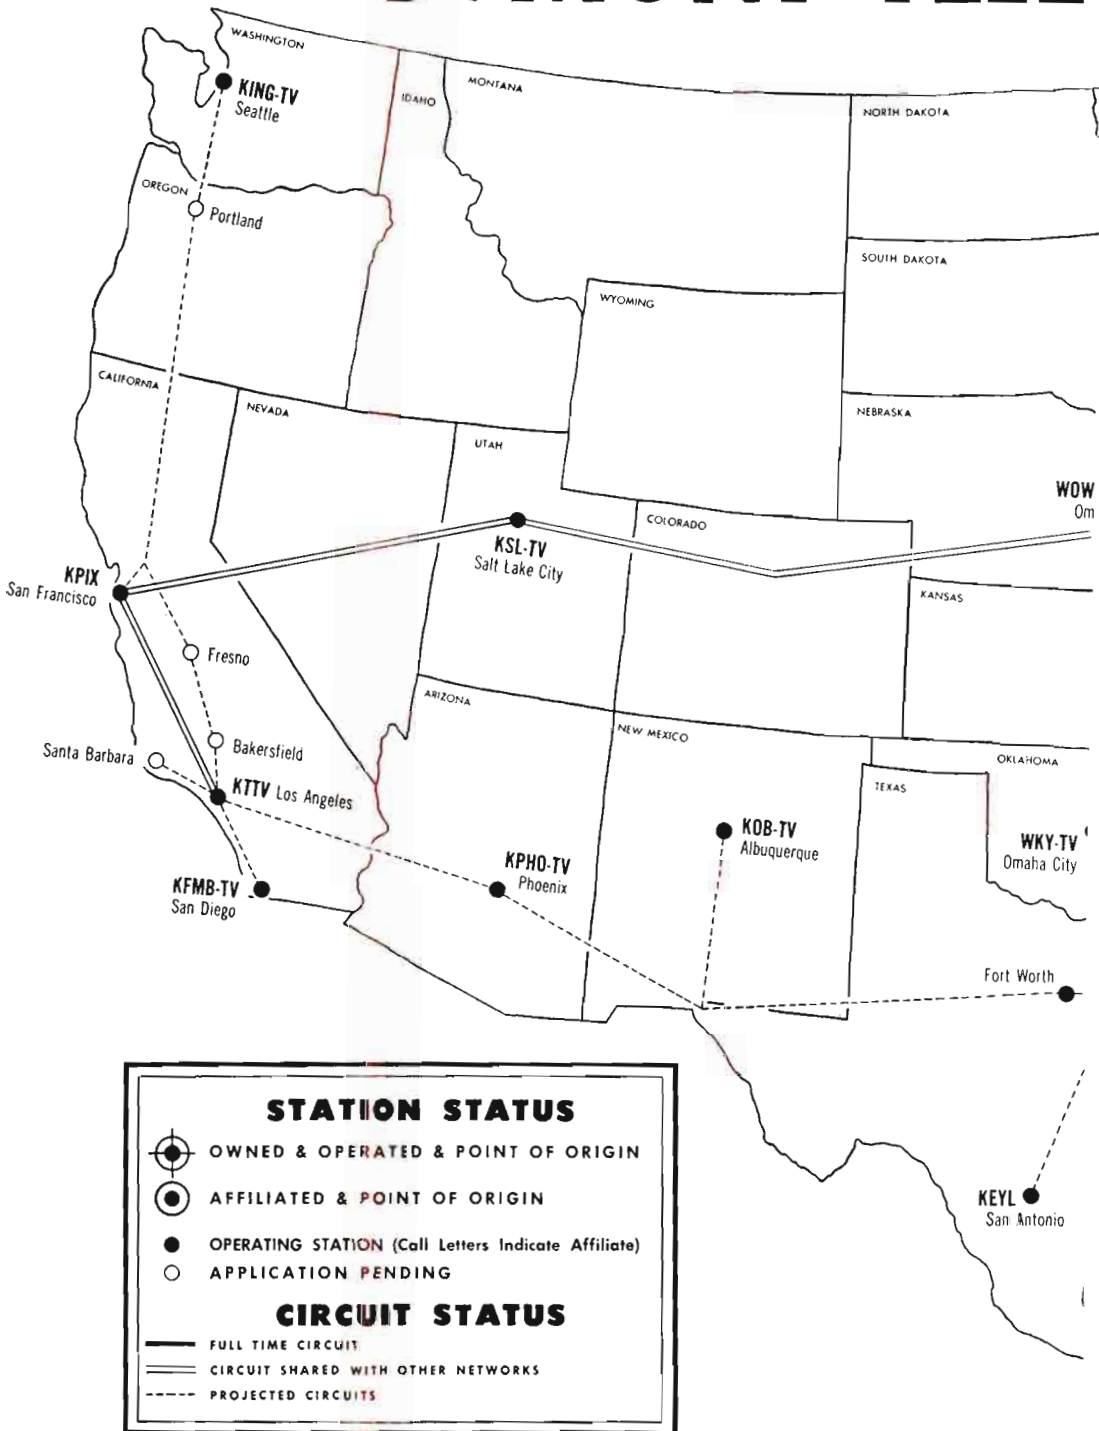 WASHINGTON
KING-TV
Seattle
IDAHO
MONTANA
NORTH DAKOTA
OREGON
Portland
SOUTH DAKOTA
WYOMING
CALIFORNIA
NEVADA
NEBRASKA
UTAH
WOW
Om
COLORADO
KSL-TV
Salt Lake City
KPIX
San Francisco
KANSAS
Fresno
ARIZONA
NEW MEXICO
Santa Barbara
Bakersfield
OKLAHOMA
TEXAS
KTTV Los Angeles
KOB-TV
Albuquerque
WKY-TV
Omaha City
KPHO-TV
Phoenix
KFMB-TV
San Diego
Fort Worth
KEYL
San Antonio
STATION STATUS
OWNED & OPERATED & POINT OF ORIGIN
AFFILIATED & POINT OF ORIGIN
OPERATING STATION (Call Letters Indicate Affiliate)
APPLICATION PENDING
CIRCUIT STATUS
FULL TIME CIRCUIT
CIRCUIT SHARED WITH OTHER NETWORKS
PROJECTED CIRCUITS